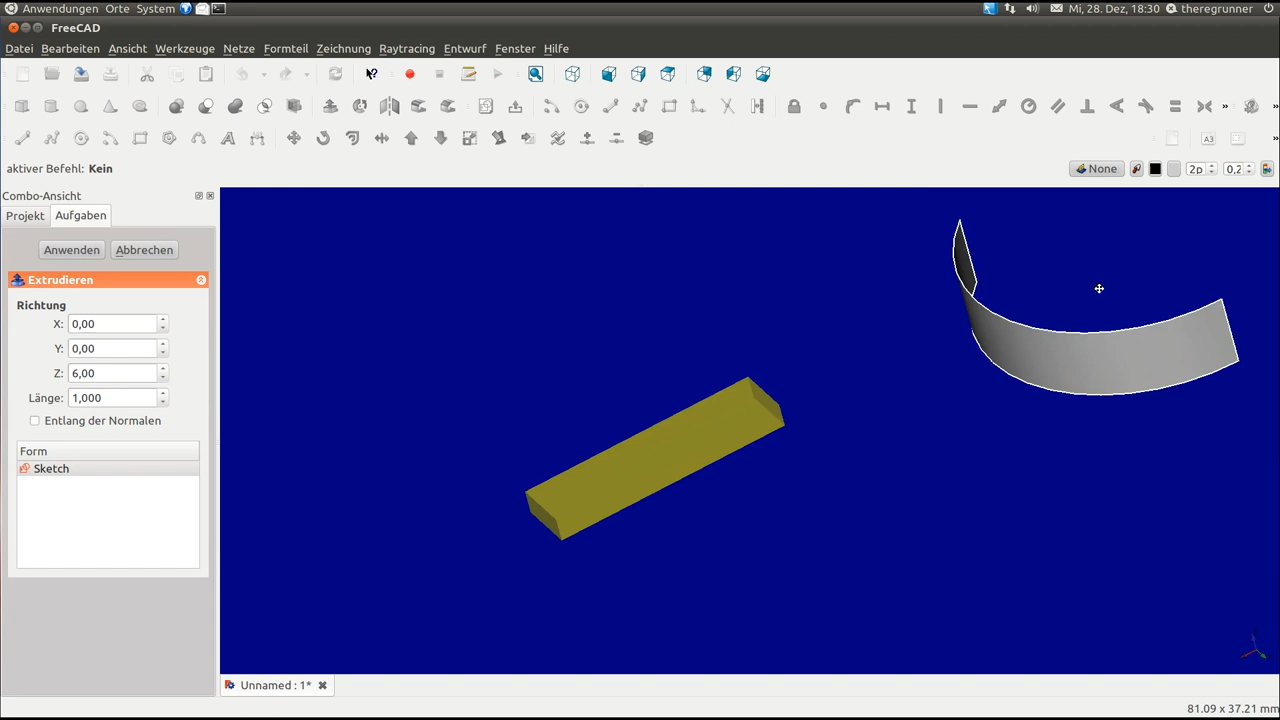 Anwendungen Orte System Mi, 28. Dez, 18:30 theregrunner
FreeCAD
Datei Bearbeiten Ansicht Werkzeuge Netze Formteil Zeichnung Raytracing Entwurf Fenster Hilfe
A3
aktiver Befehl: Kein None 2p 0,2
Combo-Ansicht
Projekt Aufgaben
Anwenden Abbrechen
Extrudieren
Richtung
X: 0,00
Y: 0,00
Z: 6,00
Länge: 1,000
Entlang der Normalen
Form
Sketch
Unnamed : 1*
81.09 x 37.21 mm